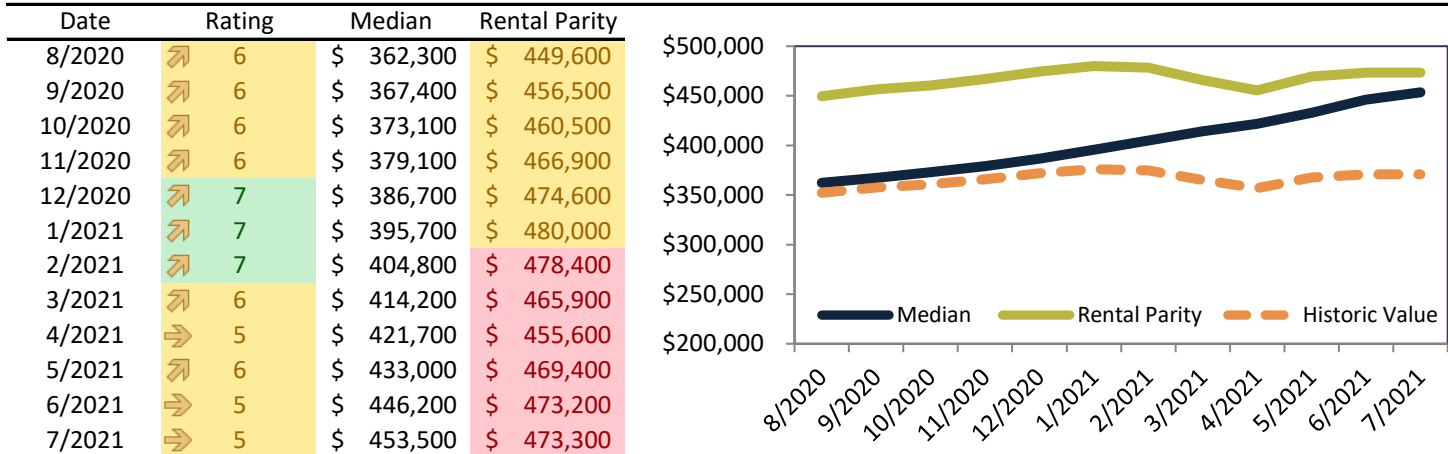 Date Rating Median Rental Parity
8/2020 6 $ 362,300 $ 449,600
9/2020 6 $ 367,400 $ 456,500
10/2020 6 $ 373,100 $ 460,500
11/2020 6 $ 379,100 $ 466,900
12/2020 7 $ 386,700 $ 474,600
1/2021 7 $ 395,700 $ 480,000
2/2021 7 $ 404,800 $ 478,400
3/2021 6 $ 414,200 $ 465,900
4/2021 5 $ 421,700 $ 455,600
5/2021 6 $ 433,000 $ 469,400
6/2021 5 $ 446,200 $ 473,200
7/2021 5 $ 453,500 $ 473,300
$500,000
$450,000
$400,000
$350,000
$300,000
$250,000
$200,000
Median Rental Parity Historic Value
8/2020 9/2020 10/2020 11/2020 12/2020 1/2021 2/2021 3/2021 4/2021 5/2021 6/2021 7/2021